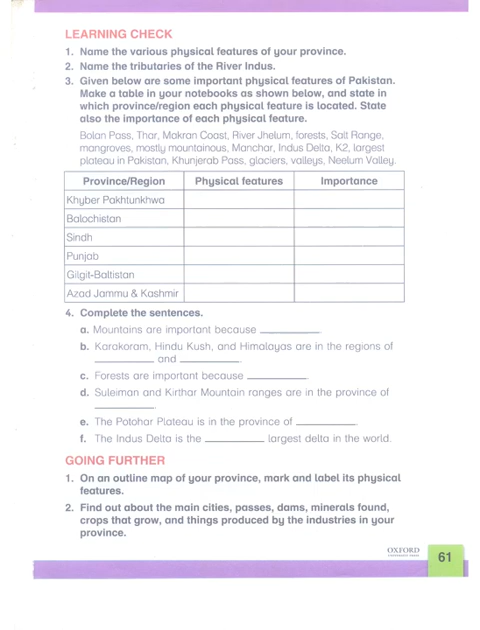 LEARNING CHECK
1. Name the various physical features of your province.
2. Name the tributaries of the River Indus.
3. Given below are some important physical features of Pakistan.
Make a table in your notebooks as shown below, and state in
which province/region each physical feature is located. State
also the importance of each physical feature.
Bolan Pass, Thar, Makran Coast, River Jhelum, forests, Salt Range,
mangroves, mostly mountainous, Manchar, Indus Delta, K2, largest
plateau in Pakistan, Khunjerab Pass, glaciers, valleys, Neelum Valley.
Province/Region Physical features Importance
Khyber Pakhtunkhwa
Balochistan
Sindh
Punjab
Gilgit-Baltistan
Azad Jammu & Kashmir
4. Complete the sentences.
a. Mountains are important because __________.
b. Karakoram, Hindu Kush, and Himalayas are in the regions of
__________ and __________.
c. Forests are important because __________.
d. Suleiman and Kirthar Mountain ranges are in the province of
__________.
e. The Potohar Plateau is in the province of __________.
f. The Indus Delta is the __________ largest delta in the world.
GOING FURTHER
1. On an outline map of your province, mark and label its physical
features.
2. Find out about the main cities, passes, dams, minerals found,
crops that grow, and things produced by the industries in your
province.
OXFORD
UNIVERSITY PRESS
61